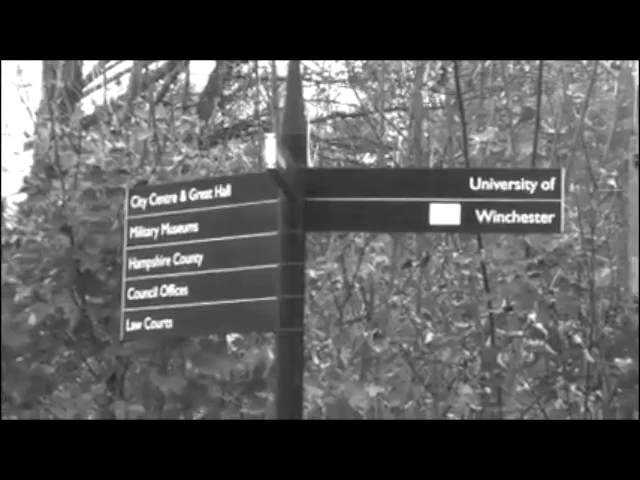 City Centre & Great Hall
Military Museums
Hampshire County
Council Offices
Law Courts
University of
Winchester